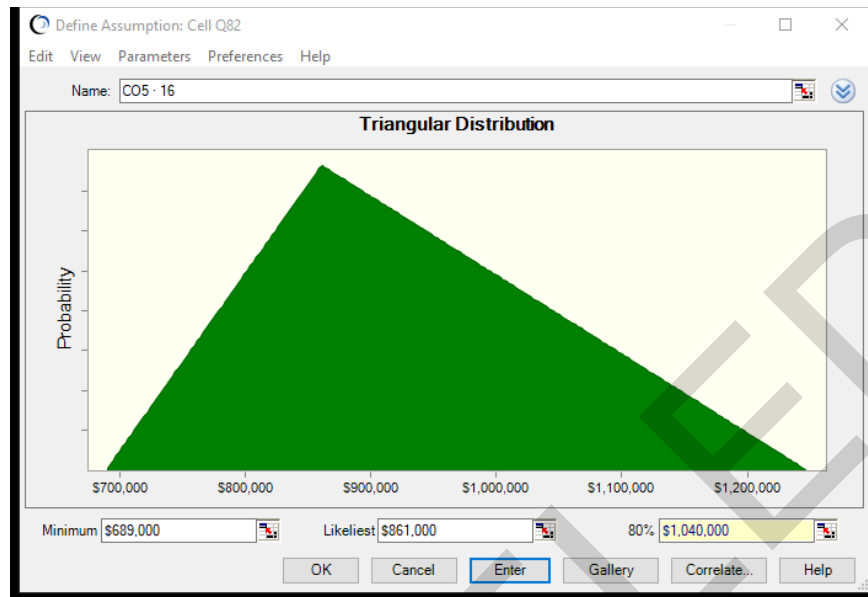 Define Assumption: Cell Q82
Edit View Parameters Preferences Help
Name: CO5 · 16
Triangular Distribution
Probability
$700,000 $800,000 $900,000 $1,000,000 $1,100,000 $1,200,000
Minimum $689,000 Likeliest $861,000 80% $1,040,000
OK Cancel Enter Gallery Correlate... Help